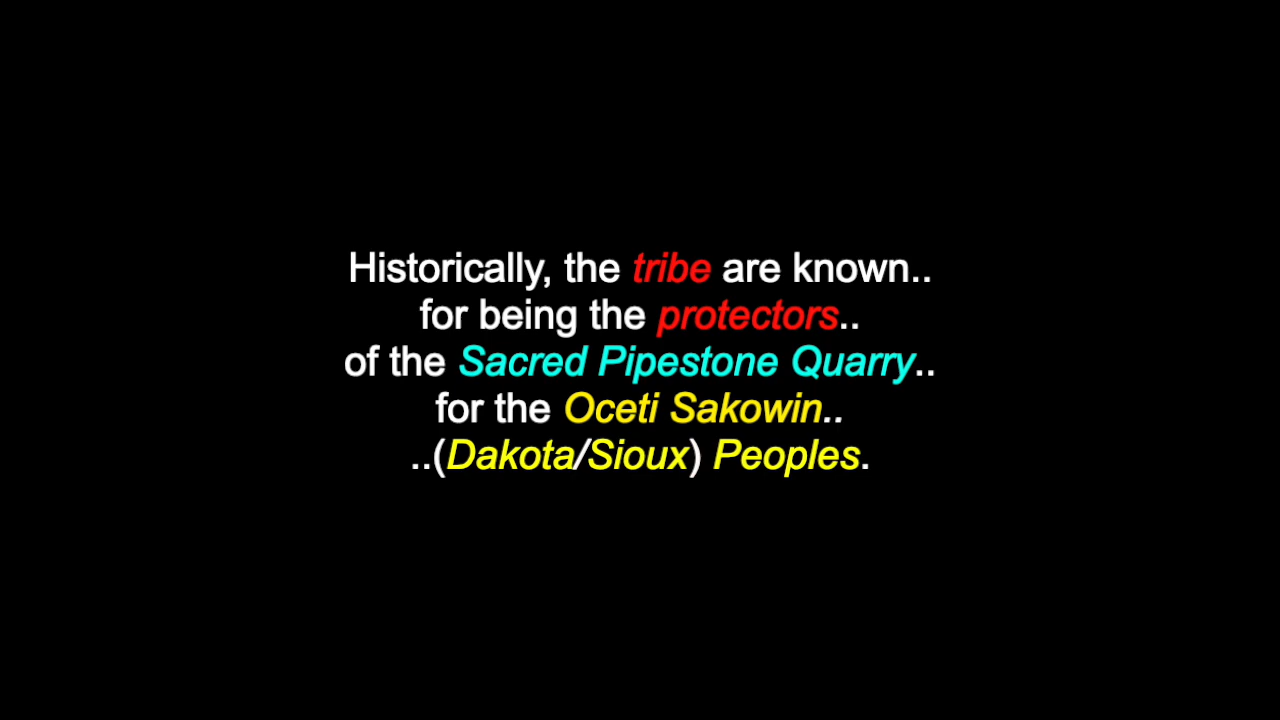 Historically, the tribe are known..
for being the protectors..
of the Sacred Pipestone Quarry..
for the Oceti Sakowin..
..(Dakota/Sioux) Peoples.